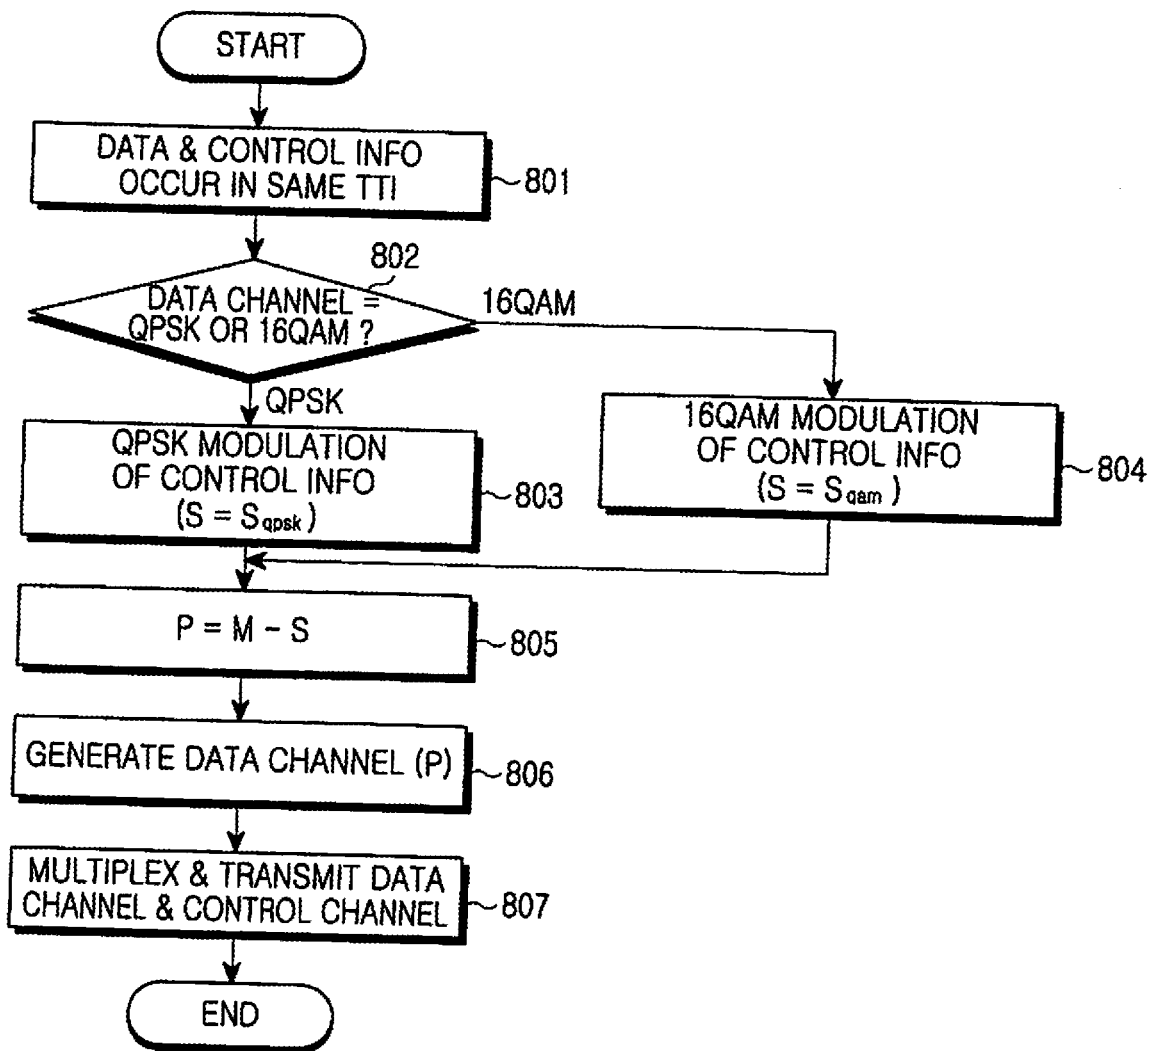 START
DATA & CONTROL INFO
OCCUR IN SAME TTI
801
802
DATA CHANNEL =
QPSK OR 16QAM ?
16QAM
QPSK
QPSK MODULATION
OF CONTROL INFO
(S = Sqpsk)
803
16QAM MODULATION
OF CONTROL INFO
(S = Sqam)
804
P = M - S
805
GENERATE DATA CHANNEL (P)
806
MULTIPLEX & TRANSMIT DATA
CHANNEL & CONTROL CHANNEL
807
END